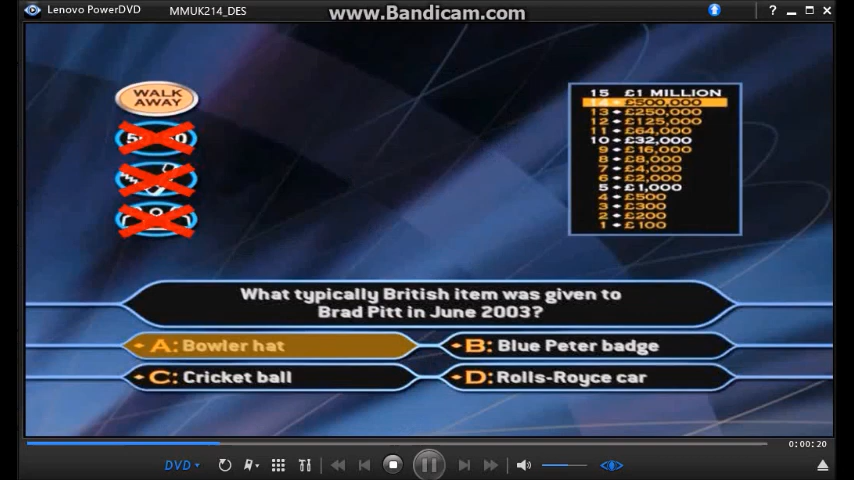 Lenovo PowerDVD
MMUK214_DES
www.Bandicam.com
?
WALK
AWAY
15 £1 MILLION
14 £500,000
13 £250,000
12 £125,000
11 £64,000
10 £32,000
9 £16,000
8 £8,000
7 £4,000
6 £2,000
5 £1,000
4 £500
3 £300
2 £200
1 £100
What typically British item was given to
Brad Pitt in June 2003?
A: Bowler hat
B: Blue Peter badge
C: Cricket ball
D: Rolls-Royce car
0:00:20
DVD